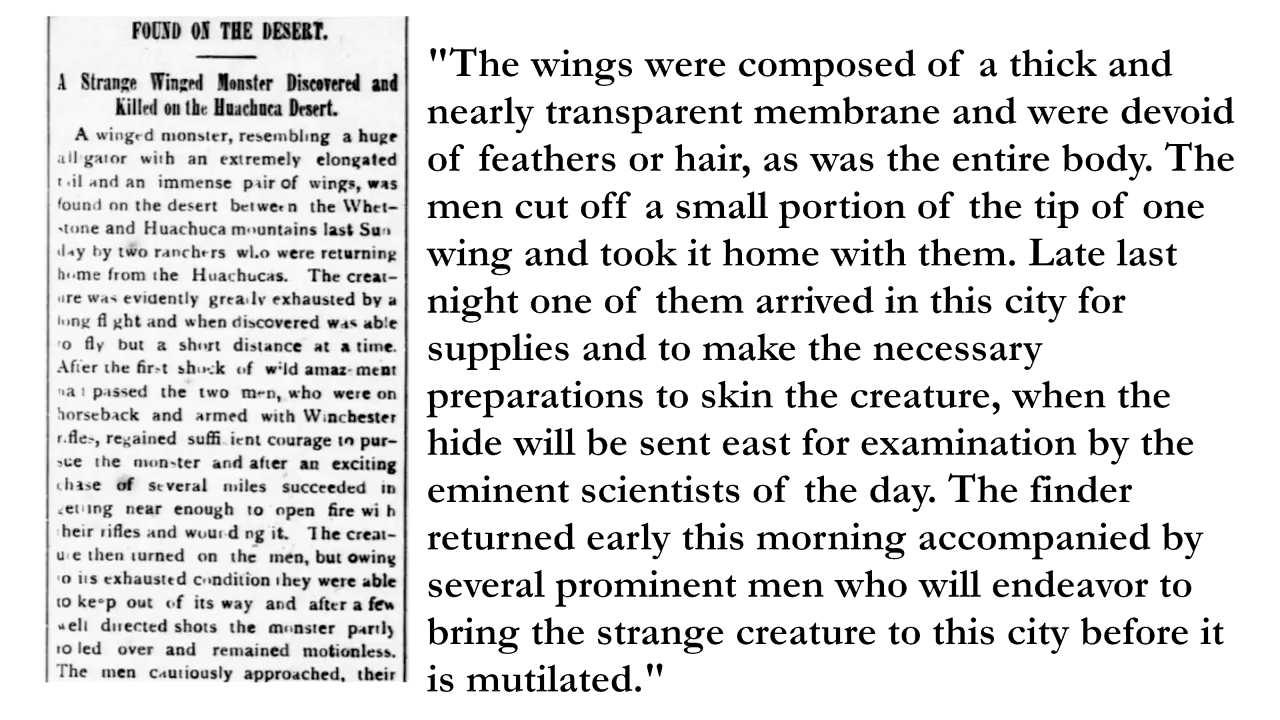 FOUND ON THE DESERT.
A Strange Winged Monster Discovered and
Killed on the Huachuca Desert.
A winged monster, resembling a huge
alligator with an extremely elongated
tail and an immense pair of wings, was
found on the desert between the Whet-
stone and Huachuca mountains last Sun
day by two ranchers who were returning
home from the Huachucas. The creat-
ure was evidently greatly exhausted by a
long flight and when discovered was able
to fly but a short distance at a time.
After the first shock of wild amazement
had passed the two men, who were on
horseback and armed with Winchester
rifles, regained sufficient courage to pur-
sue the monster and after an exciting
chase of several miles succeeded in
getting near enough to open fire with
their rifles and wounding it. The creat-
ure then turned on the men, but owing
to its exhausted condition they were able
to keep out of its way and after a few
well directed shots the monster partly
rolled over and remained motionless.
The men cautiously approached, their
"The wings were composed of a thick and
nearly transparent membrane and were devoid
of feathers or hair, as was the entire body. The
men cut off a small portion of the tip of one
wing and took it home with them. Late last
night one of them arrived in this city for
supplies and to make the necessary
preparations to skin the creature, when the
hide will be sent east for examination by the
eminent scientists of the day. The finder
returned early this morning accompanied by
several prominent men who will endeavor to
bring the strange creature to this city before it
is mutilated."